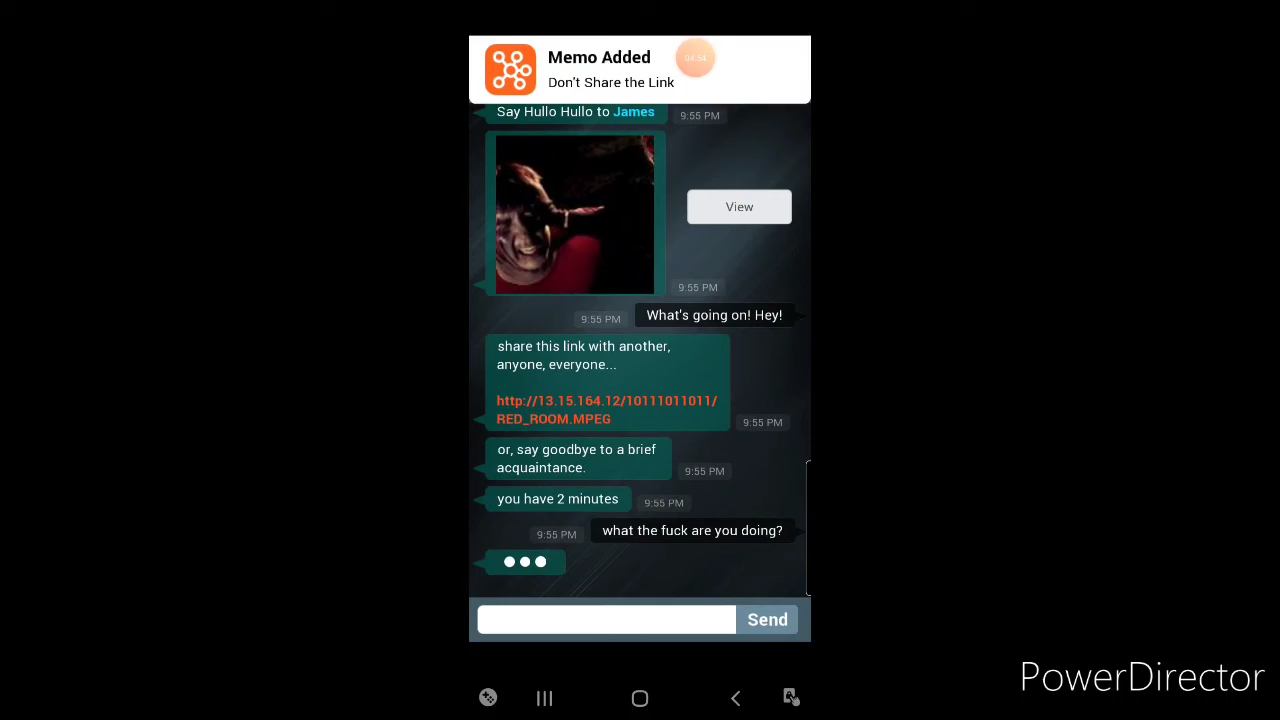 Memo Added
04:54
Don't Share the Link
Say Hullo Hullo to James
9:55 PM
View
9:55 PM
What's going on! Hey!
9:55 PM
share this link with another,
anyone, everyone...
http://13.15.164.12/10111011011/
RED_ROOM.MPEG
9:55 PM
or, say goodbye to a brief
acquaintance.
9:55 PM
you have 2 minutes
9:55 PM
what the fuck are you doing?
9:55 PM
Send
PowerDirector